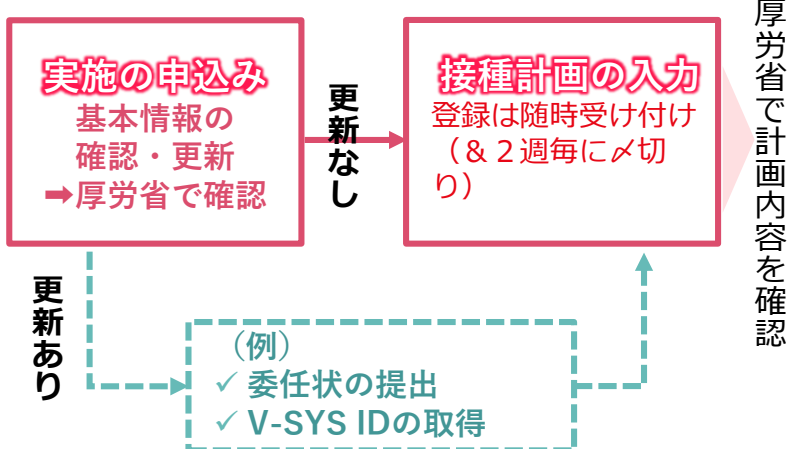 実施の申込み
基本情報の
確認・更新
➡厚労省で確認
更新なし
接種計画の入力
登録は随時受け付け
（&２週毎に〆切
り）
厚労省で計画内容を確認
更新あり
（例）
✓ 委任状の提出
✓ V-SYS IDの取得